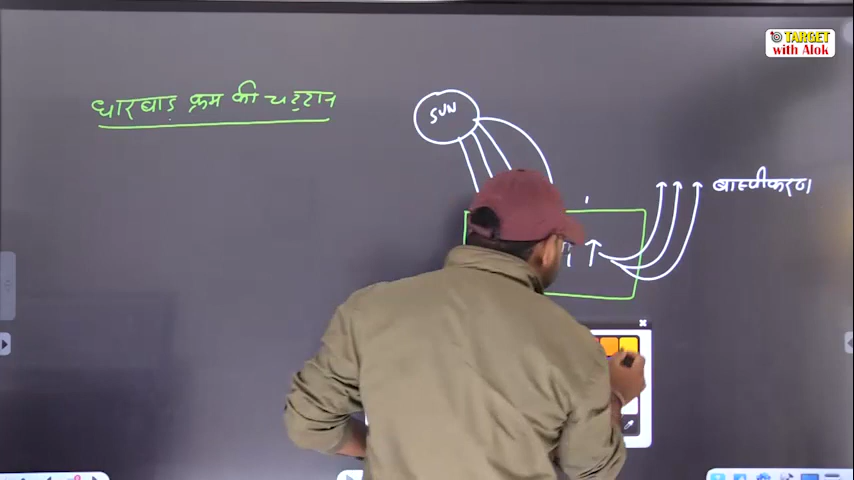 TARGET
with Alok
धारवाड़ क्रम की चट्टान
SUN
बाष्पीकरण